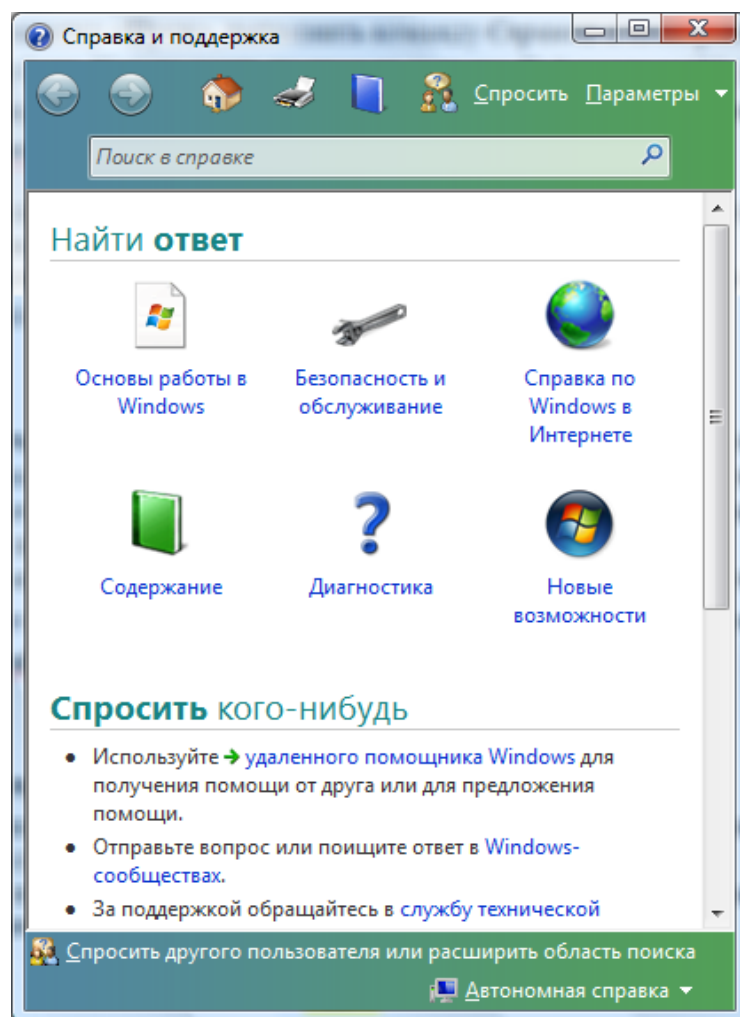 Справка и поддержка
Спросить Параметры
Поиск в справке
Найти ответ
Основы работы в
Windows
Безопасность и
обслуживание
Справка по
Windows в
Интернете
Содержание
Диагностика
Новые
возможности
Спросить кого-нибудь
Используйте удаленного помощника Windows для
получения помощи от друга или для предложения
помощи.
Отправьте вопрос или поищите ответ в Windows-
сообществах.
За поддержкой обращайтесь в службу технической
Спросить другого пользователя или расширить область поиска
Автономная справка